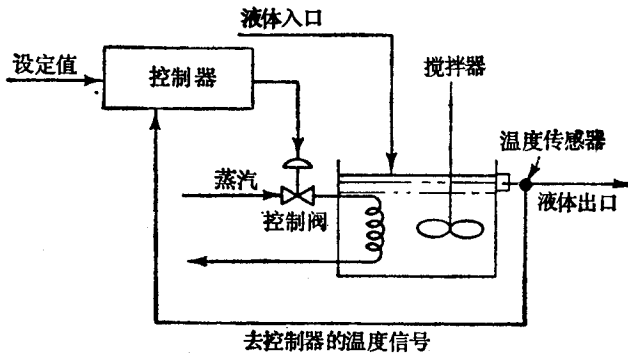 液体入口
设定值
控制器
搅拌器
温度传感器
蒸汽
控制阀
液体出口
去控制器的温度信号